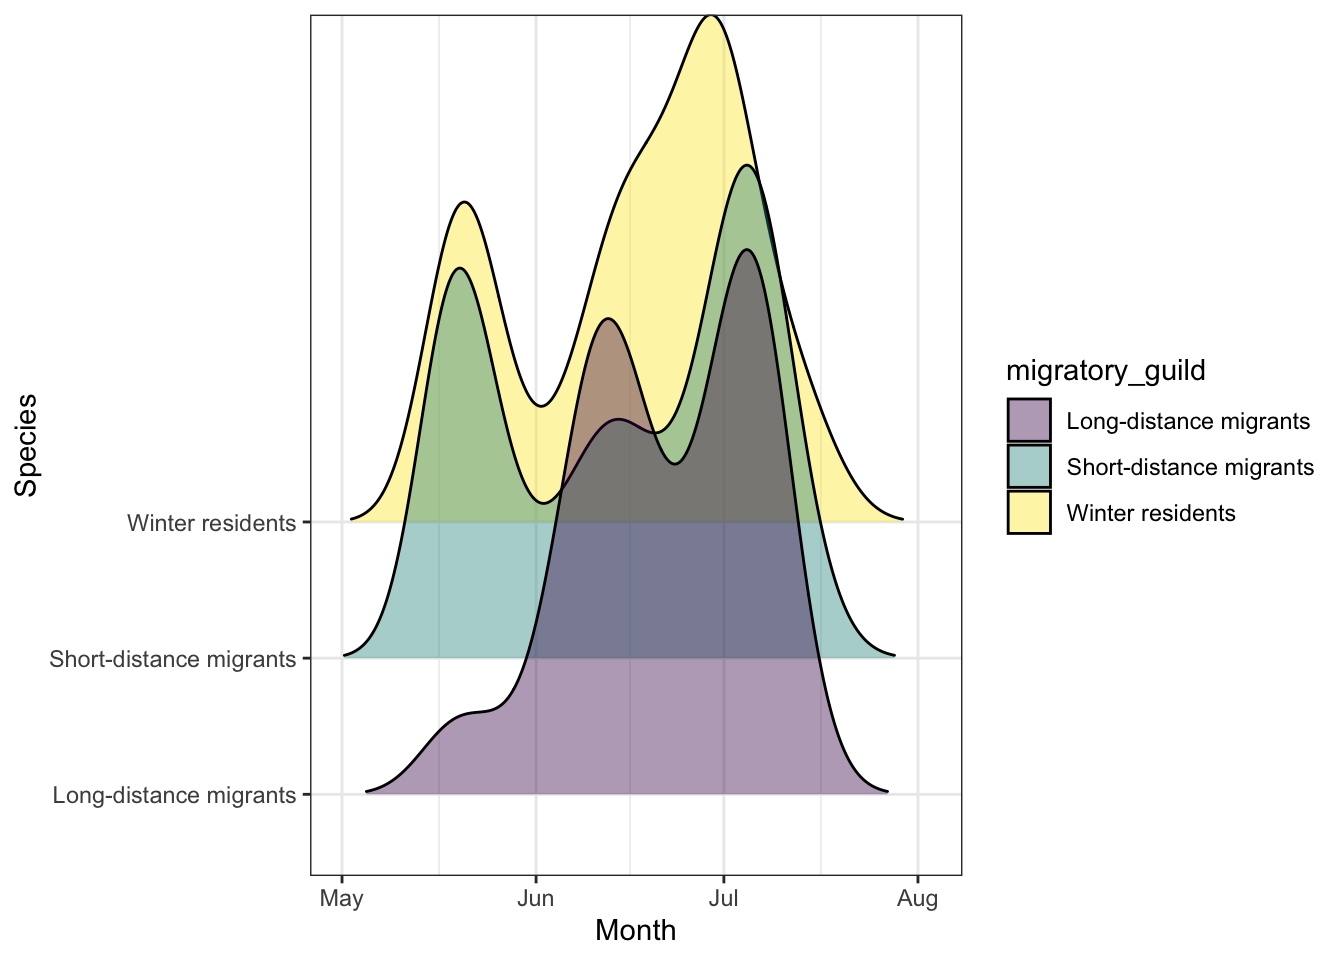 Species
Winter residents
Short-distance migrants
Long-distance migrants
May
Jun
Jul
Aug
Month
migratory_guild
Long-distance migrants
Short-distance migrants
Winter residents